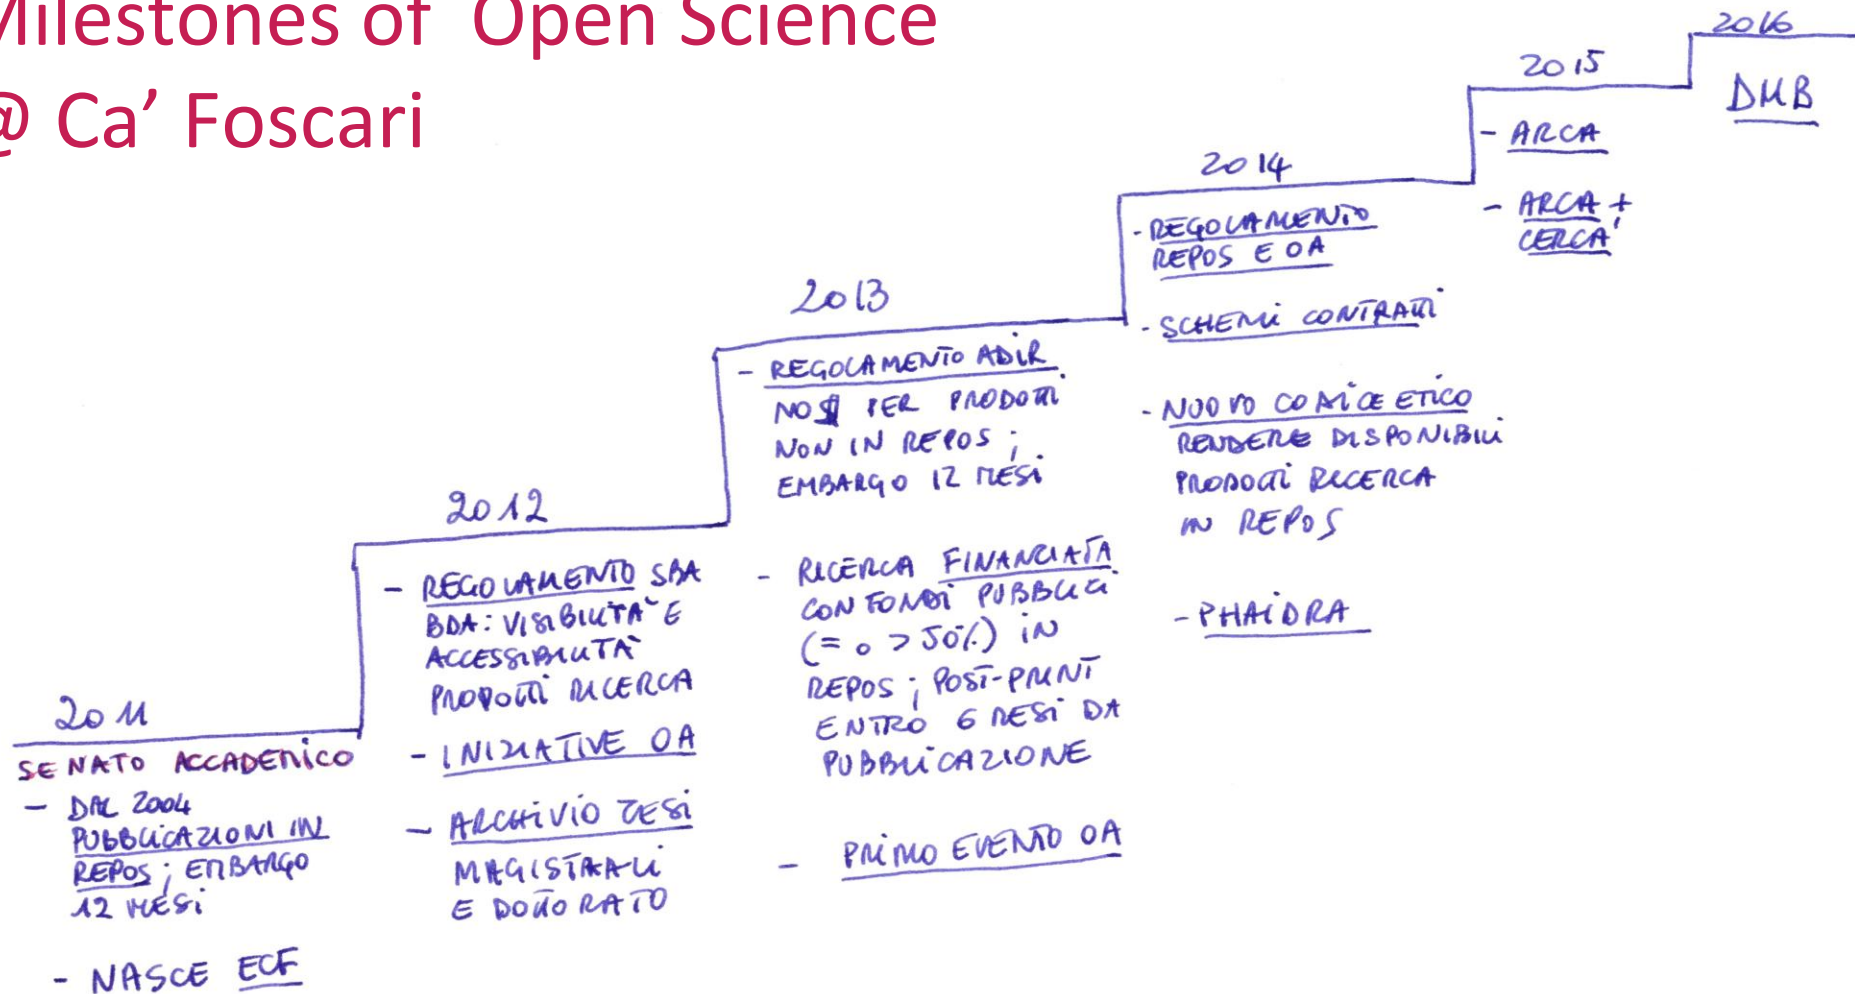 Milestones of Open Science
@ Ca' Foscari
2011
SENATO ACCADEMICO
- DAL 2004
PUBBLICAZIONI IN
REPOS; EMBARGO
12 MESI
- NASCE ECF
2012
- REGOLAMENTO SBA
BDA: VISIBILITÀ E
ACCESSIBILITÀ
PRODOTTI RICERCA
- INIZIATIVE OA
- ARCHIVIO TESI
MAGISTRALI
E DOTTORATO
2013
- REGOLAMENTO ADIR
NO $ PER PRODOTTI
NON IN REPOS;
EMBARGO 12 MESI
- RICERCA FINANZIATA
CON FONDI PUBBLICI
(= o > 50%) IN
REPOS; POST-PRINT
ENTRO 6 MESI DA
PUBBLICAZIONE
- PRIMO EVENTO OA
2014
- REGOLAMENTO
REPOS E OA
- SCHEMI CONTRATTI
- NUOVO CODICE ETICO
RENDERE DISPONIBILI
PRODOTTI RICERCA
IN REPOS
- PHAIDRA
2015
- ARCA
- ARCA +
CERCA'
2016
DMB